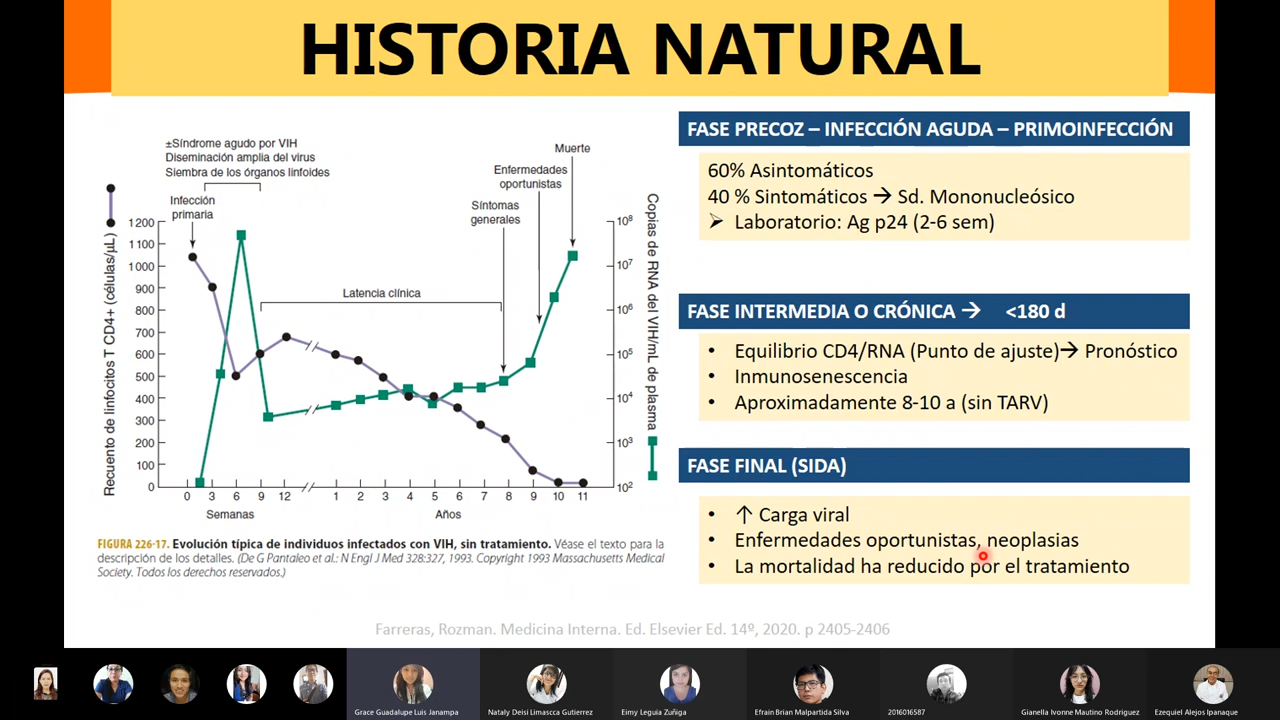 HISTORIA NATURAL
±Síndrome agudo por VIH
Diseminación amplia del virus
Siembra de los órganos linfoides
Infección
primaria
Muerte
Enfermedades
oportunistas
Síntomas
generales
Latencia clínica
Recuento de linfocitos T CD4+ (células/µL)
1200
1100
1000
900
800
700
600
500
400
300
200
100
0
Copias de RNA del VIH/mL de plasma
10⁸
10⁷
10⁶
10⁵
10⁴
10³
10²
0 3 6 9 12 1 2 3 4 5 6 7 8 9 10 11
Semanas Años
FIGURA 226-17. Evolución típica de individuos infectados con VIH, sin tratamiento. Véase el texto para la
descripción de los detalles. (De G Pantaleo et al.: N Engl J Med 328:327, 1993. Copyright 1993 Massachusetts Medical
Society. Todos los derechos reservados.)
FASE PRECOZ – INFECCIÓN AGUDA – PRIMOINFECCIÓN
60% Asintomáticos
40 % Sintomáticos → Sd. Mononucleósico
➢ Laboratorio: Ag p24 (2-6 sem)
FASE INTERMEDIA O CRÓNICA → <180 d
• Equilibrio CD4/RNA (Punto de ajuste)→ Pronóstico
• Inmunosenescencia
• Aproximadamente 8-10 a (sin TARV)
FASE FINAL (SIDA)
• ↑ Carga viral
• Enfermedades oportunistas, neoplasias
• La mortalidad ha reducido por el tratamiento
Farreras, Rozman. Medicina Interna. Ed. Elsevier Ed. 14º, 2020. p 2405-2406
Grace Guadalupe Luis Janampa
Nataly Deisi Limascca Gutierrez
Eimy Leguia Zuñiga
Efrain Brian Malpartida Silva
2016016587
Gianella Ivonne Mautino Rodriguez
Ezequiel Alejos Ipanaque